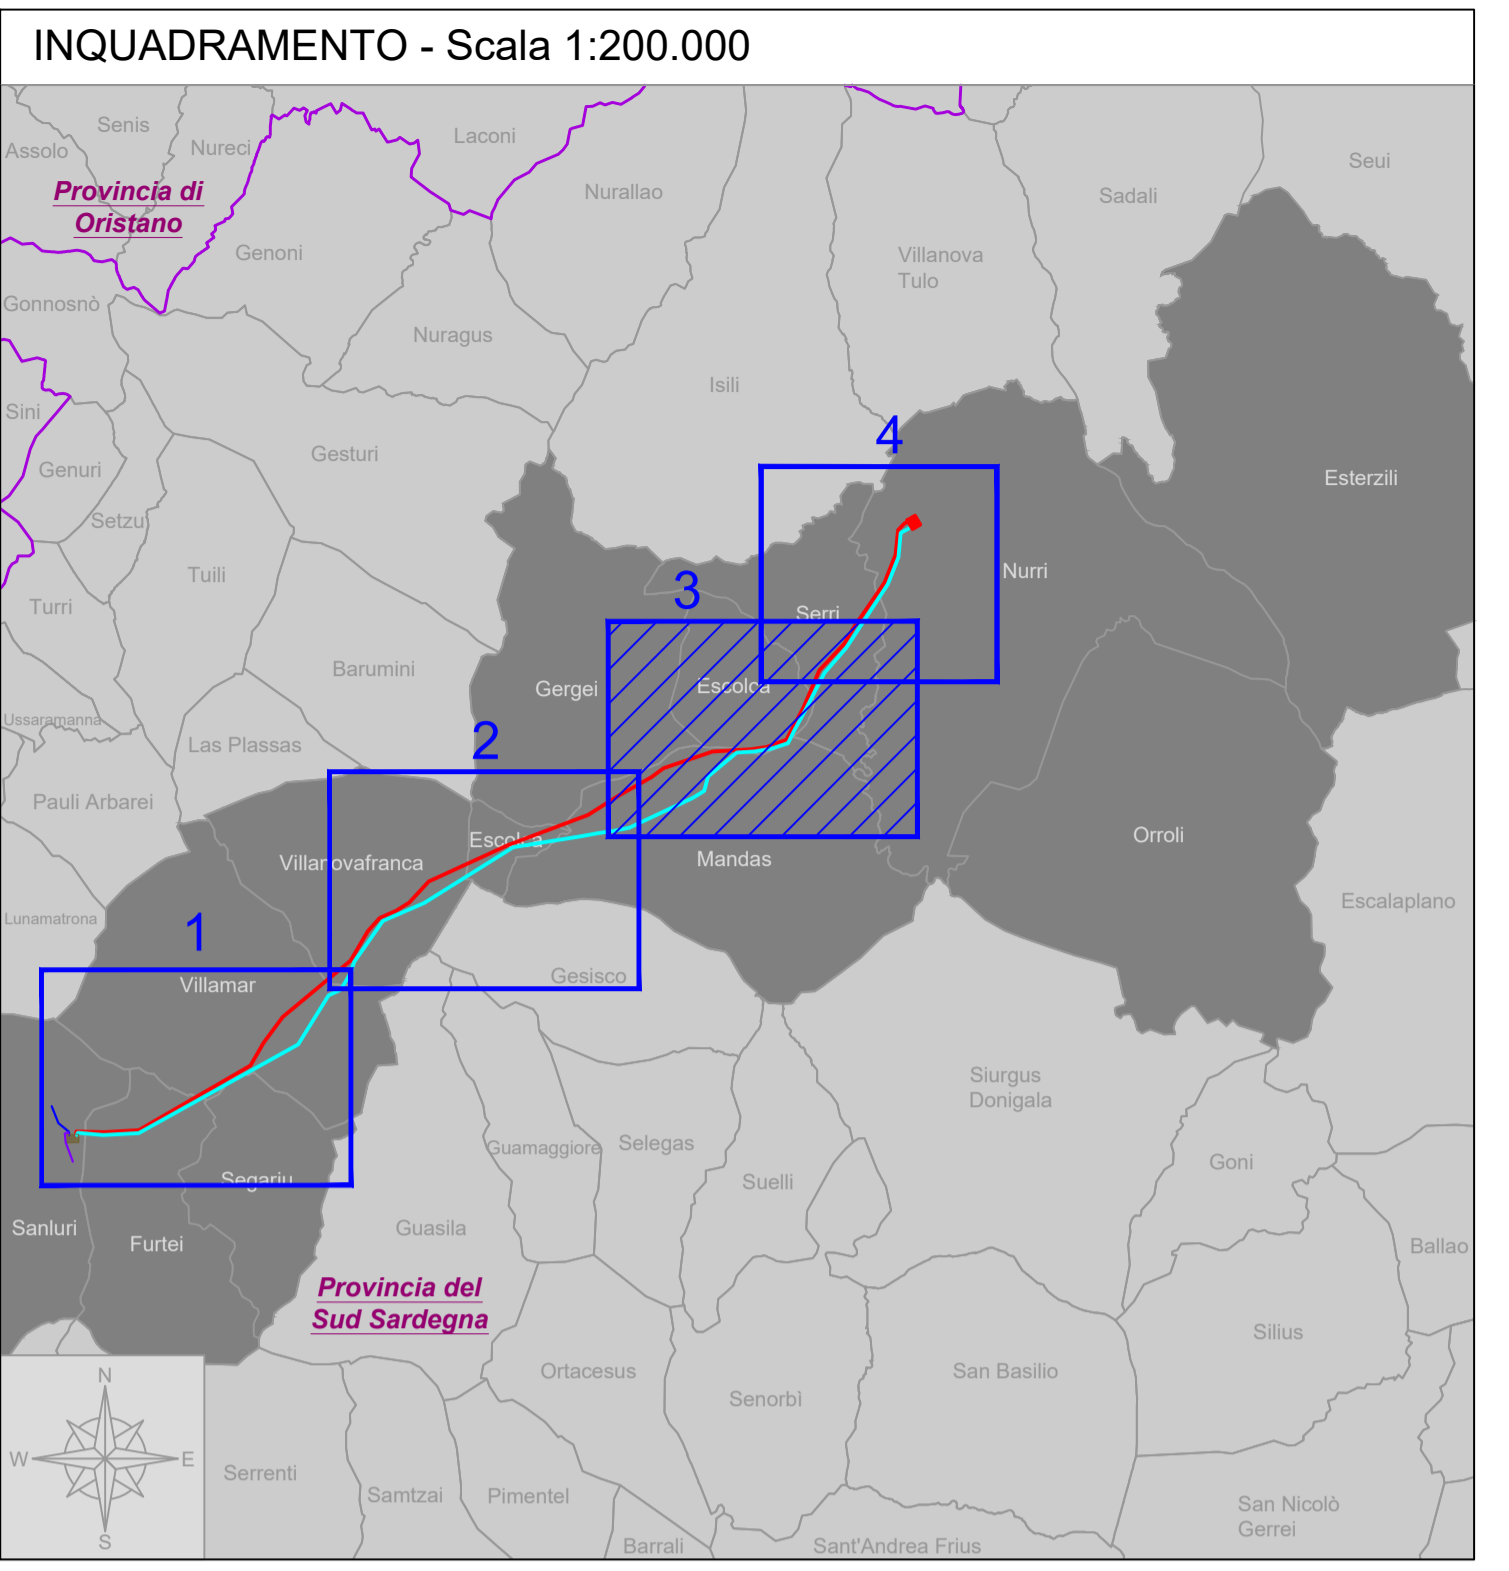 INQUADRAMENTO - Scala 1:200.000
Senis
Assolo
Nureci
Laconi
Seui
Provincia di
Oristano
Nurallao
Sadali
Genoni
Villanova
Tulo
Gonnosnò
Nuragus
Isili
Sini
4
Gesturi
Genuri
Esterzili
Setzu
Tuili
Nurri
3
Turri
Serri
Barumini
Gergei
Escolca
Ussaramanna
2
Las Plassas
Pauli Arbarei
Orroli
Escolca
Villanovafranca
Mandas
Escalaplano
Lunamatrona
1
Gesisco
Villamar
Siurgus
Donigala
Guamaggiore
Selegas
Goni
Segariu
Suelli
Sanluri
Guasila
Furtei
Ballao
Provincia del
Sud Sardegna
Silius
Ortacesus
San Basilio
Senorbì
N
W
E
S
Serrenti
Samtzai
Pimentel
San Nicolò
Gerrei
Barrali
Sant'Andrea Frius